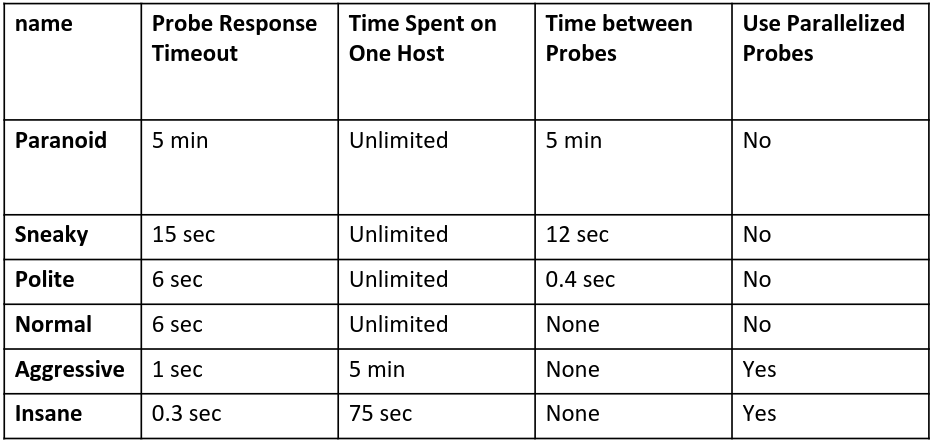 name Probe Response Time Spent on Time between Use Parallelized
Timeout One Host Probes Probes
Paranoid 5 min Unlimited 5 min No
Sneaky 15 sec Unlimited 12 sec No
Polite 6 sec Unlimited 0.4 sec No
Normal 6 sec Unlimited None No
Aggressive 1 sec 5 min None Yes
Insane 0.3 sec 75 sec None Yes